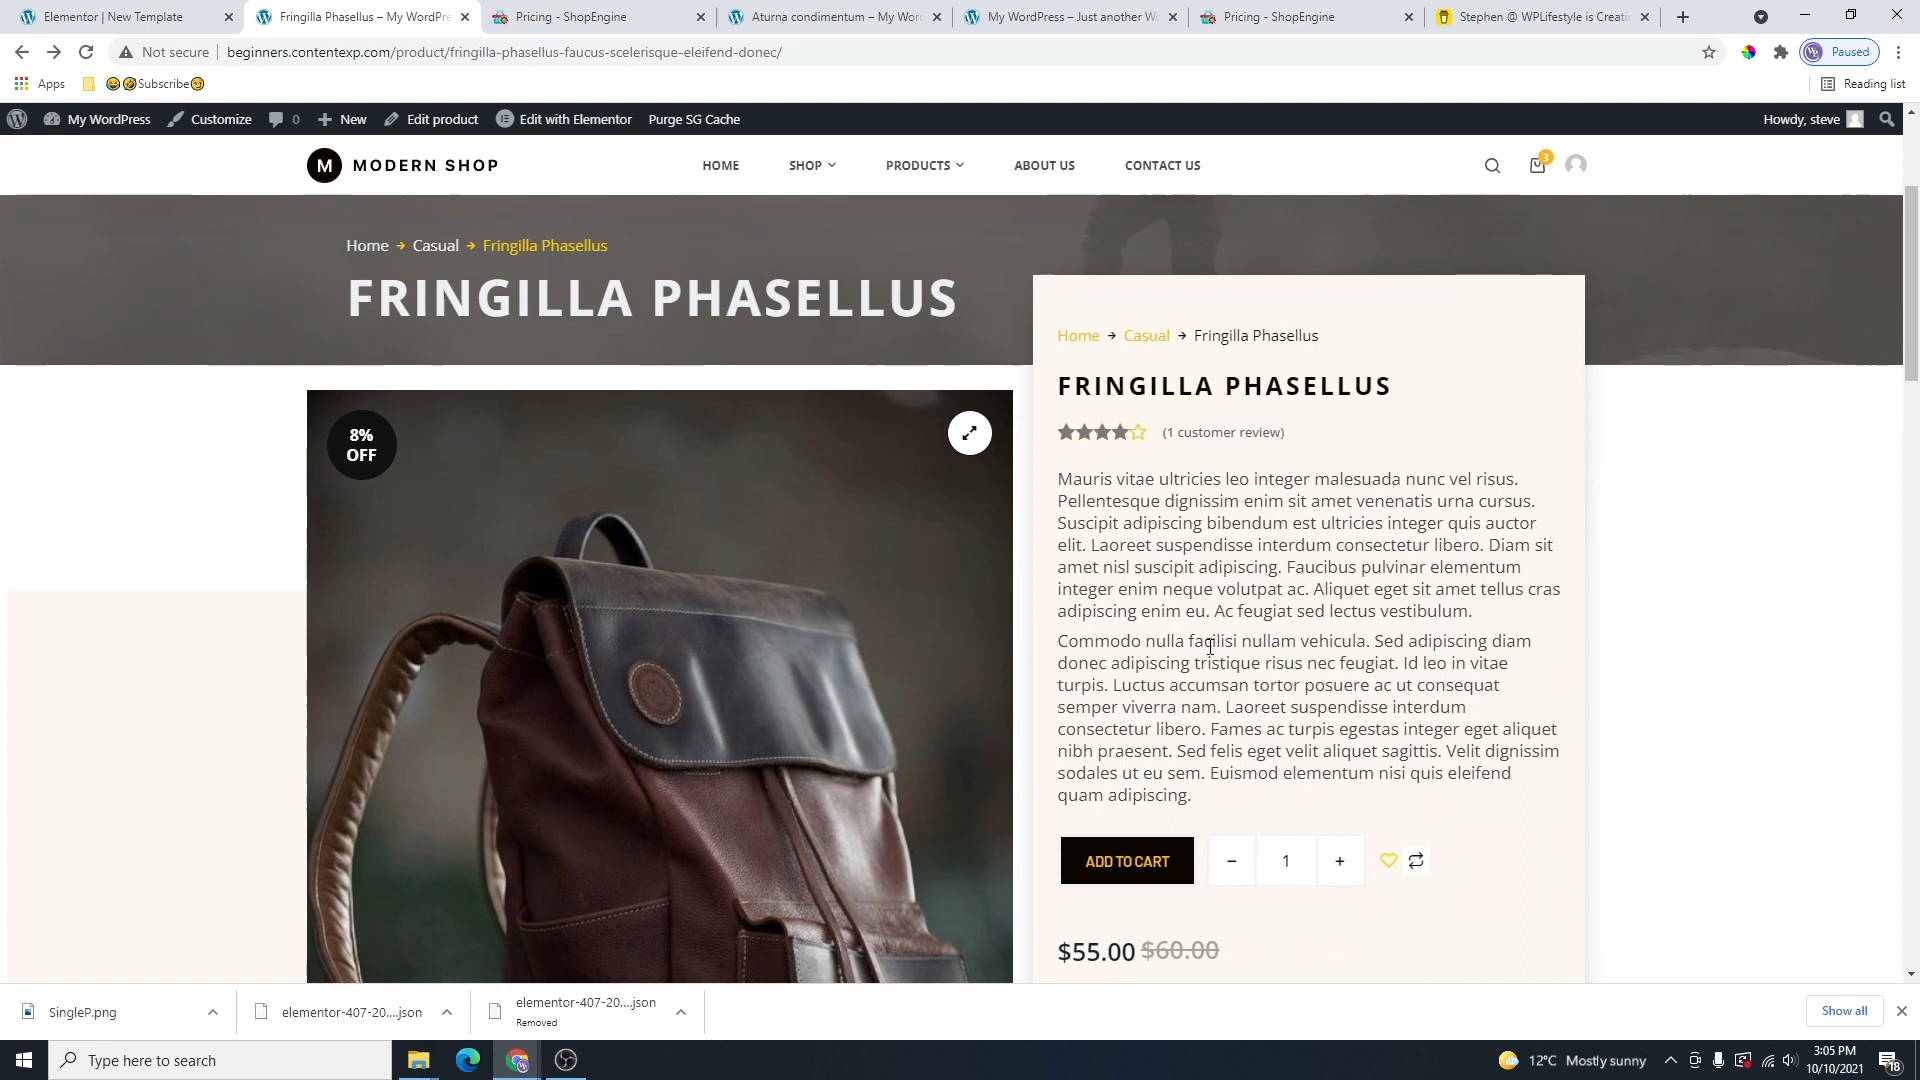 Elementor | New Template
Fringilla Phasellus – My WordPre
Pricing - ShopEngine
Aturna condimentum – My Wor
My WordPress – Just another W
Pricing - ShopEngine
Stephen @ WPLifestyle is Creati
Not secure
beginners.contentexp.com/product/fringilla-phasellus-faucus-scelerisque-eleifend-donec/
Paused
Apps
Subscribe
Reading list
My WordPress
Customize
0
New
Edit product
Edit with Elementor
Purge SG Cache
Howdy, steve
M MODERN SHOP
HOME
SHOP
PRODUCTS
ABOUT US
CONTACT US
3
Home → Casual → Fringilla Phasellus
FRINGILLA PHASELLUS
8%
OFF
Home → Casual → Fringilla Phasellus
FRINGILLA PHASELLUS
(1 customer review)
Mauris vitae ultricies leo integer malesuada nunc vel risus.
Pellentesque dignissim enim sit amet venenatis urna cursus.
Suscipit adipiscing bibendum est ultricies integer quis auctor
elit. Laoreet suspendisse interdum consectetur libero. Diam sit
amet nisl suscipit adipiscing. Faucibus pulvinar elementum
integer enim neque volutpat ac. Aliquet eget sit amet tellus cras
adipiscing enim eu. Ac feugiat sed lectus vestibulum.
Commodo nulla facilisi nullam vehicula. Sed adipiscing diam
donec adipiscing tristique risus nec feugiat. Id leo in vitae
turpis. Luctus accumsan tortor posuere ac ut consequat
semper viverra nam. Laoreet suspendisse interdum
consectetur libero. Fames ac turpis egestas integer eget aliquet
nibh praesent. Sed felis eget velit aliquet sagittis. Velit dignissim
sodales ut eu sem. Euismod elementum nisi quis eleifend
quam adipiscing.
ADD TO CART
− 1 +
$55.00 $60.00
SingleP.png
elementor-407-20....json
elementor-407-20....json
Removed
Show all
Type here to search
12°C Mostly sunny
3:05 PM
10/10/2021
18